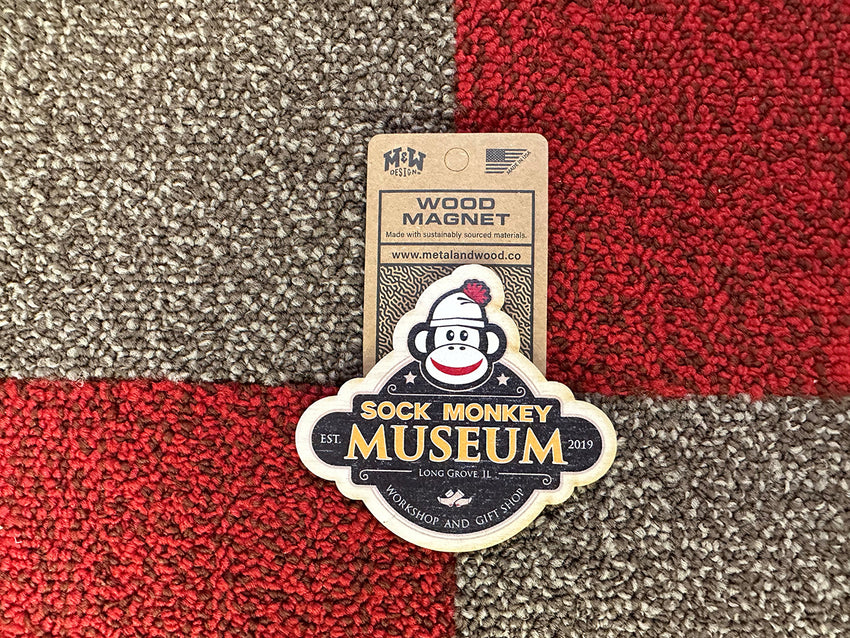 M&W
DESIGN
MADE IN USA
WOOD
MAGNET
Made with sustainably sourced materials.
www.metalandwood.co
SOCK MONKEY
EST. MUSEUM 2019
LONG GROVE, IL
WORKSHOP AND GIFT SHOP